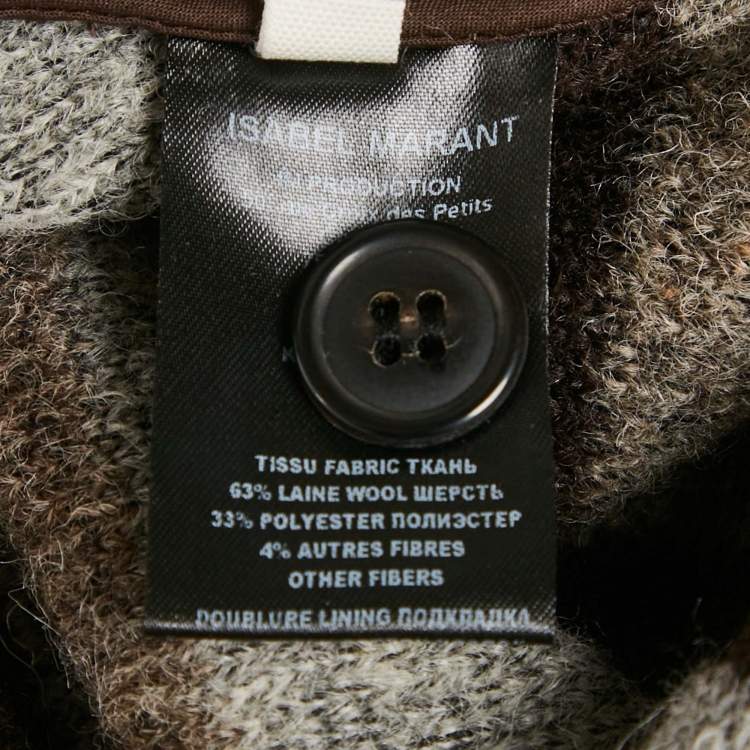 ISABEL MARANT
PRODUCTION
des Petits
TISSU FABRIC ТКАНЬ
63% LAINE WOOL ШЕРСТЬ
33% POLYESTER ПОЛИЭСТЕР
4% AUTRES FIBRES
OTHER FIBERS
DOUBLURE LINING ПОДКЛАДКА